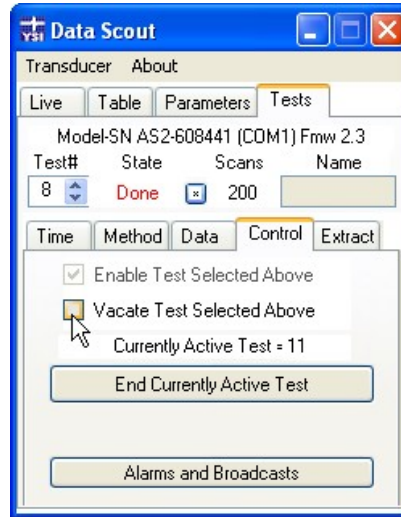 YSI Data Scout
Transducer About
Live Table Parameters Tests
Model-SN AS2-608441 (COM1) Fmw 2.3
Test# State Scans Name
8 Done × 200
Time Method Data Control Extract
Enable Test Selected Above
Vacate Test Selected Above
Currently Active Test = 11
End Currently Active Test
Alarms and Broadcasts